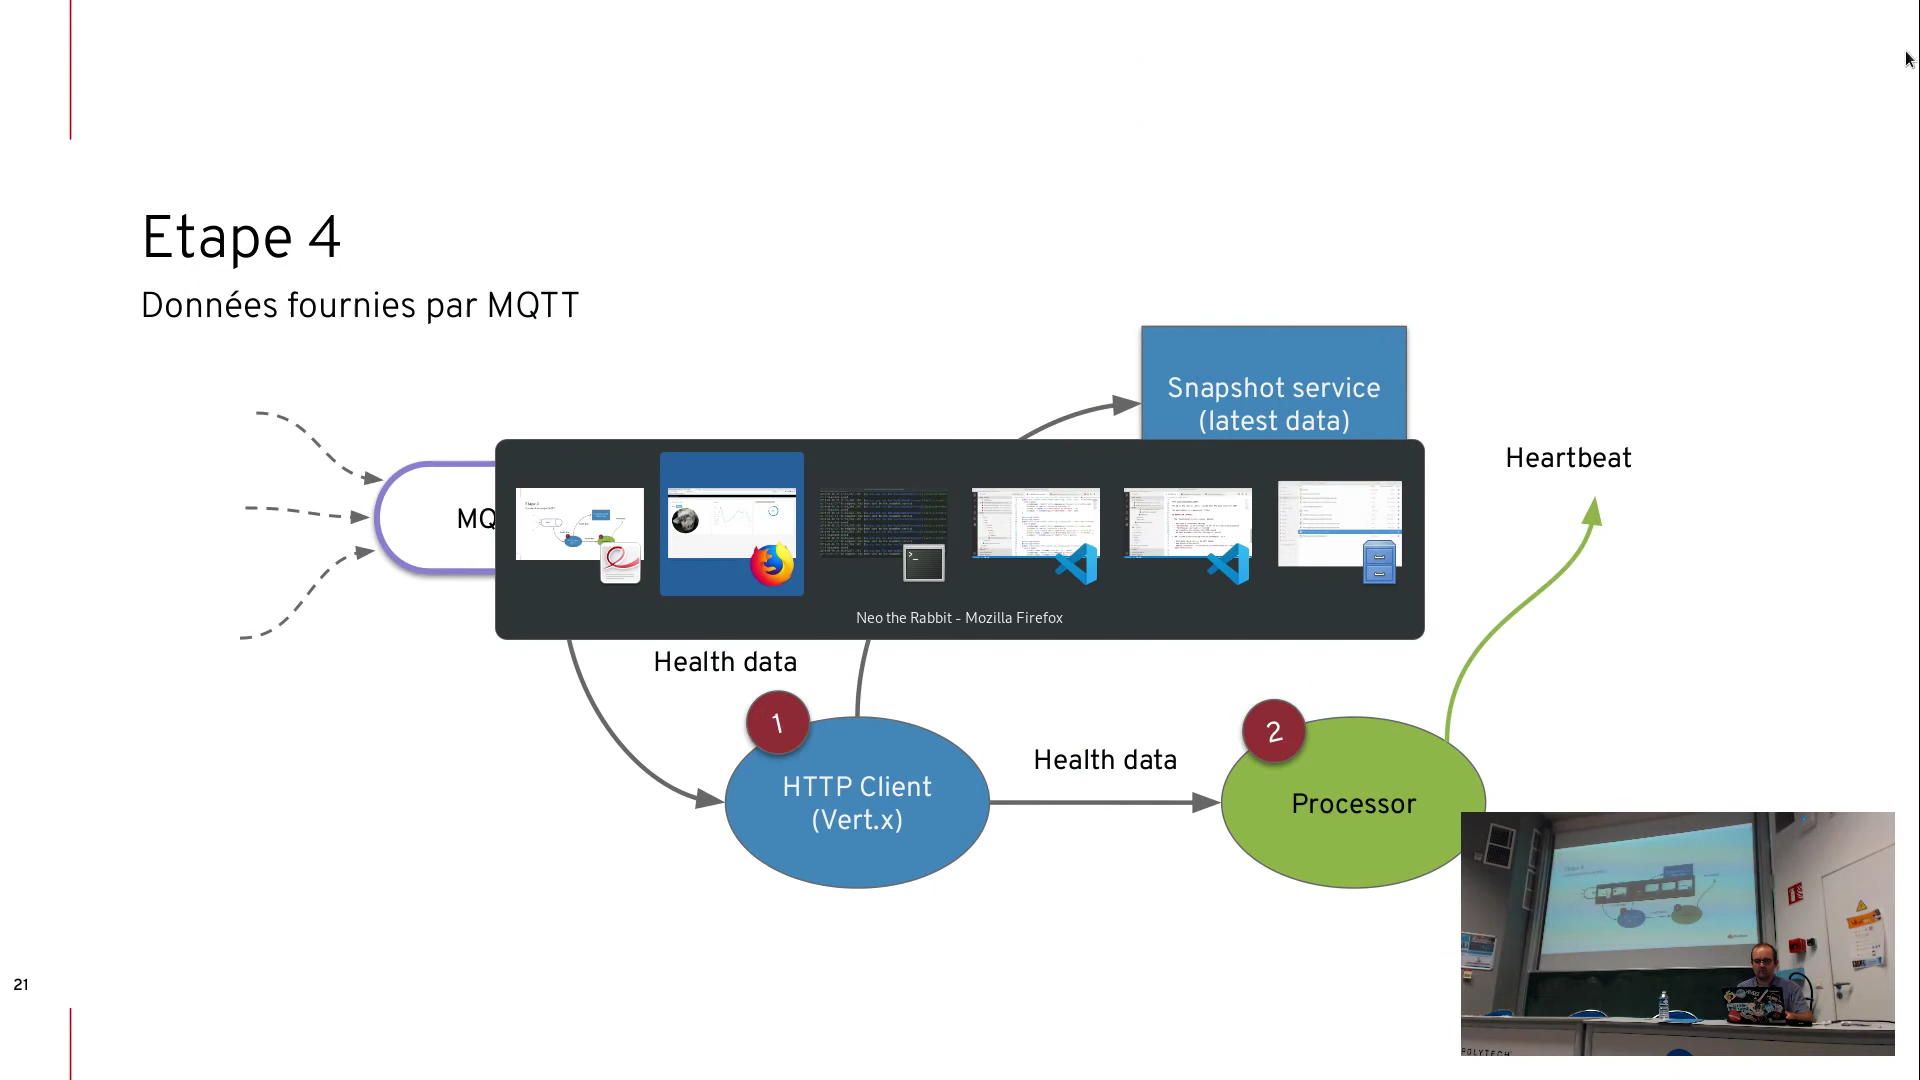 Etape 4
Données fournies par MQTT
Snapshot service
(latest data)
Heartbeat
MQ
Neo the Rabbit - Mozilla Firefox
Health data
1
2
Health data
HTTP Client
(Vert.x)
Processor
21
POLYTECH